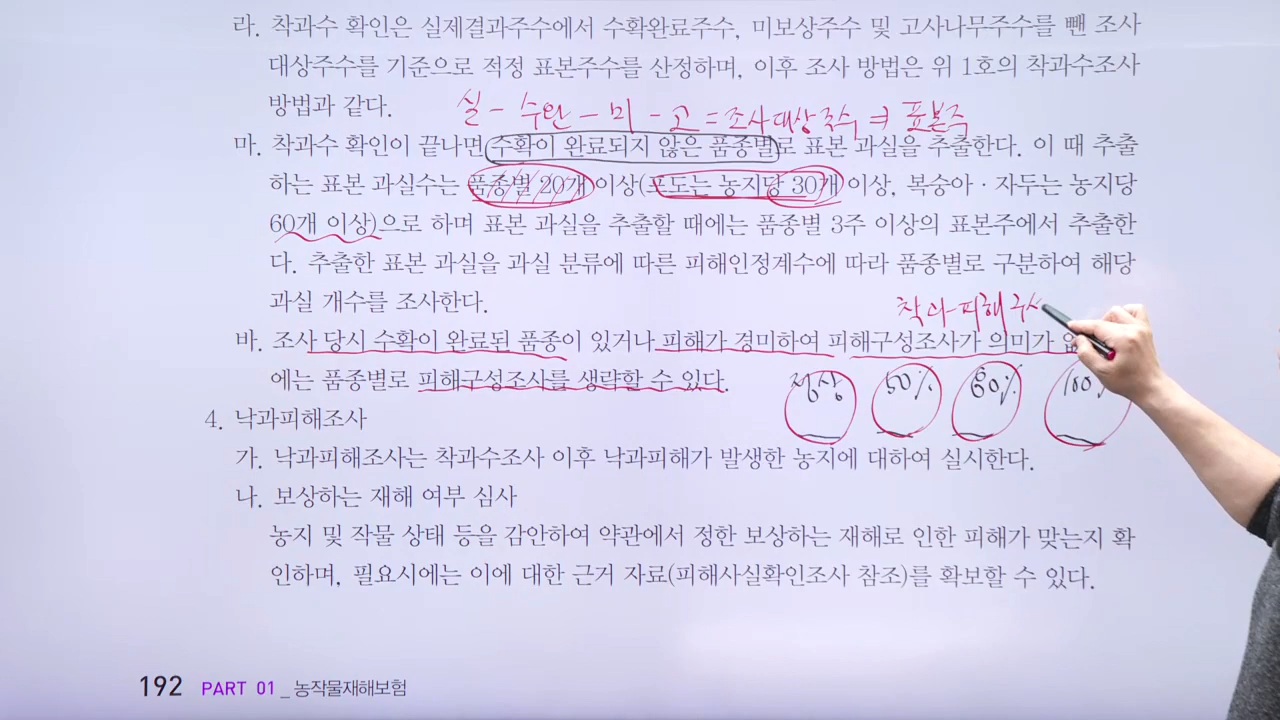 라. 착과수 확인은 실제결과주수에서 수확완료주수, 미보상주수 및 고사나무주수를 뺀 조사
대상주수를 기준으로 적정 표본주수를 산정하며, 이후 조사 방법은 위 1호의 착과수조사
방법과 같다.
실 - 수완 - 미 - 고 = 조사대상주수 ⇒ 표본주
마. 착과수 확인이 끝나면 수확이 완료되지 않은 품종별로 표본 과실을 추출한다. 이 때 추출
하는 표본 과실수는 품종별 20개 이상(포도는 농지당 30개 이상, 복숭아 · 자두는 농지당
60개 이상)으로 하며 표본 과실을 추출할 때에는 품종별 3주 이상의 표본주에서 추출한
다. 추출한 표본 과실을 과실 분류에 따른 피해인정계수에 따라 품종별로 구분하여 해당
과실 개수를 조사한다.
착과피해
바. 조사 당시 수확이 완료된 품종이 있거나 피해가 경미하여 피해구성조사가 의미가
에는 품종별로 피해구성조사를 생략할 수 있다.
정상 50% 80% 100%
4. 낙과피해조사
가. 낙과피해조사는 착과수조사 이후 낙과피해가 발생한 농지에 대하여 실시한다.
나. 보상하는 재해 여부 심사
농지 및 작물 상태 등을 감안하여 약관에서 정한 보상하는 재해로 인한 피해가 맞는지 확
인하며, 필요시에는 이에 대한 근거 자료(피해사실확인조사 참조)를 확보할 수 있다.
192 PART 01 _ 농작물재해보험